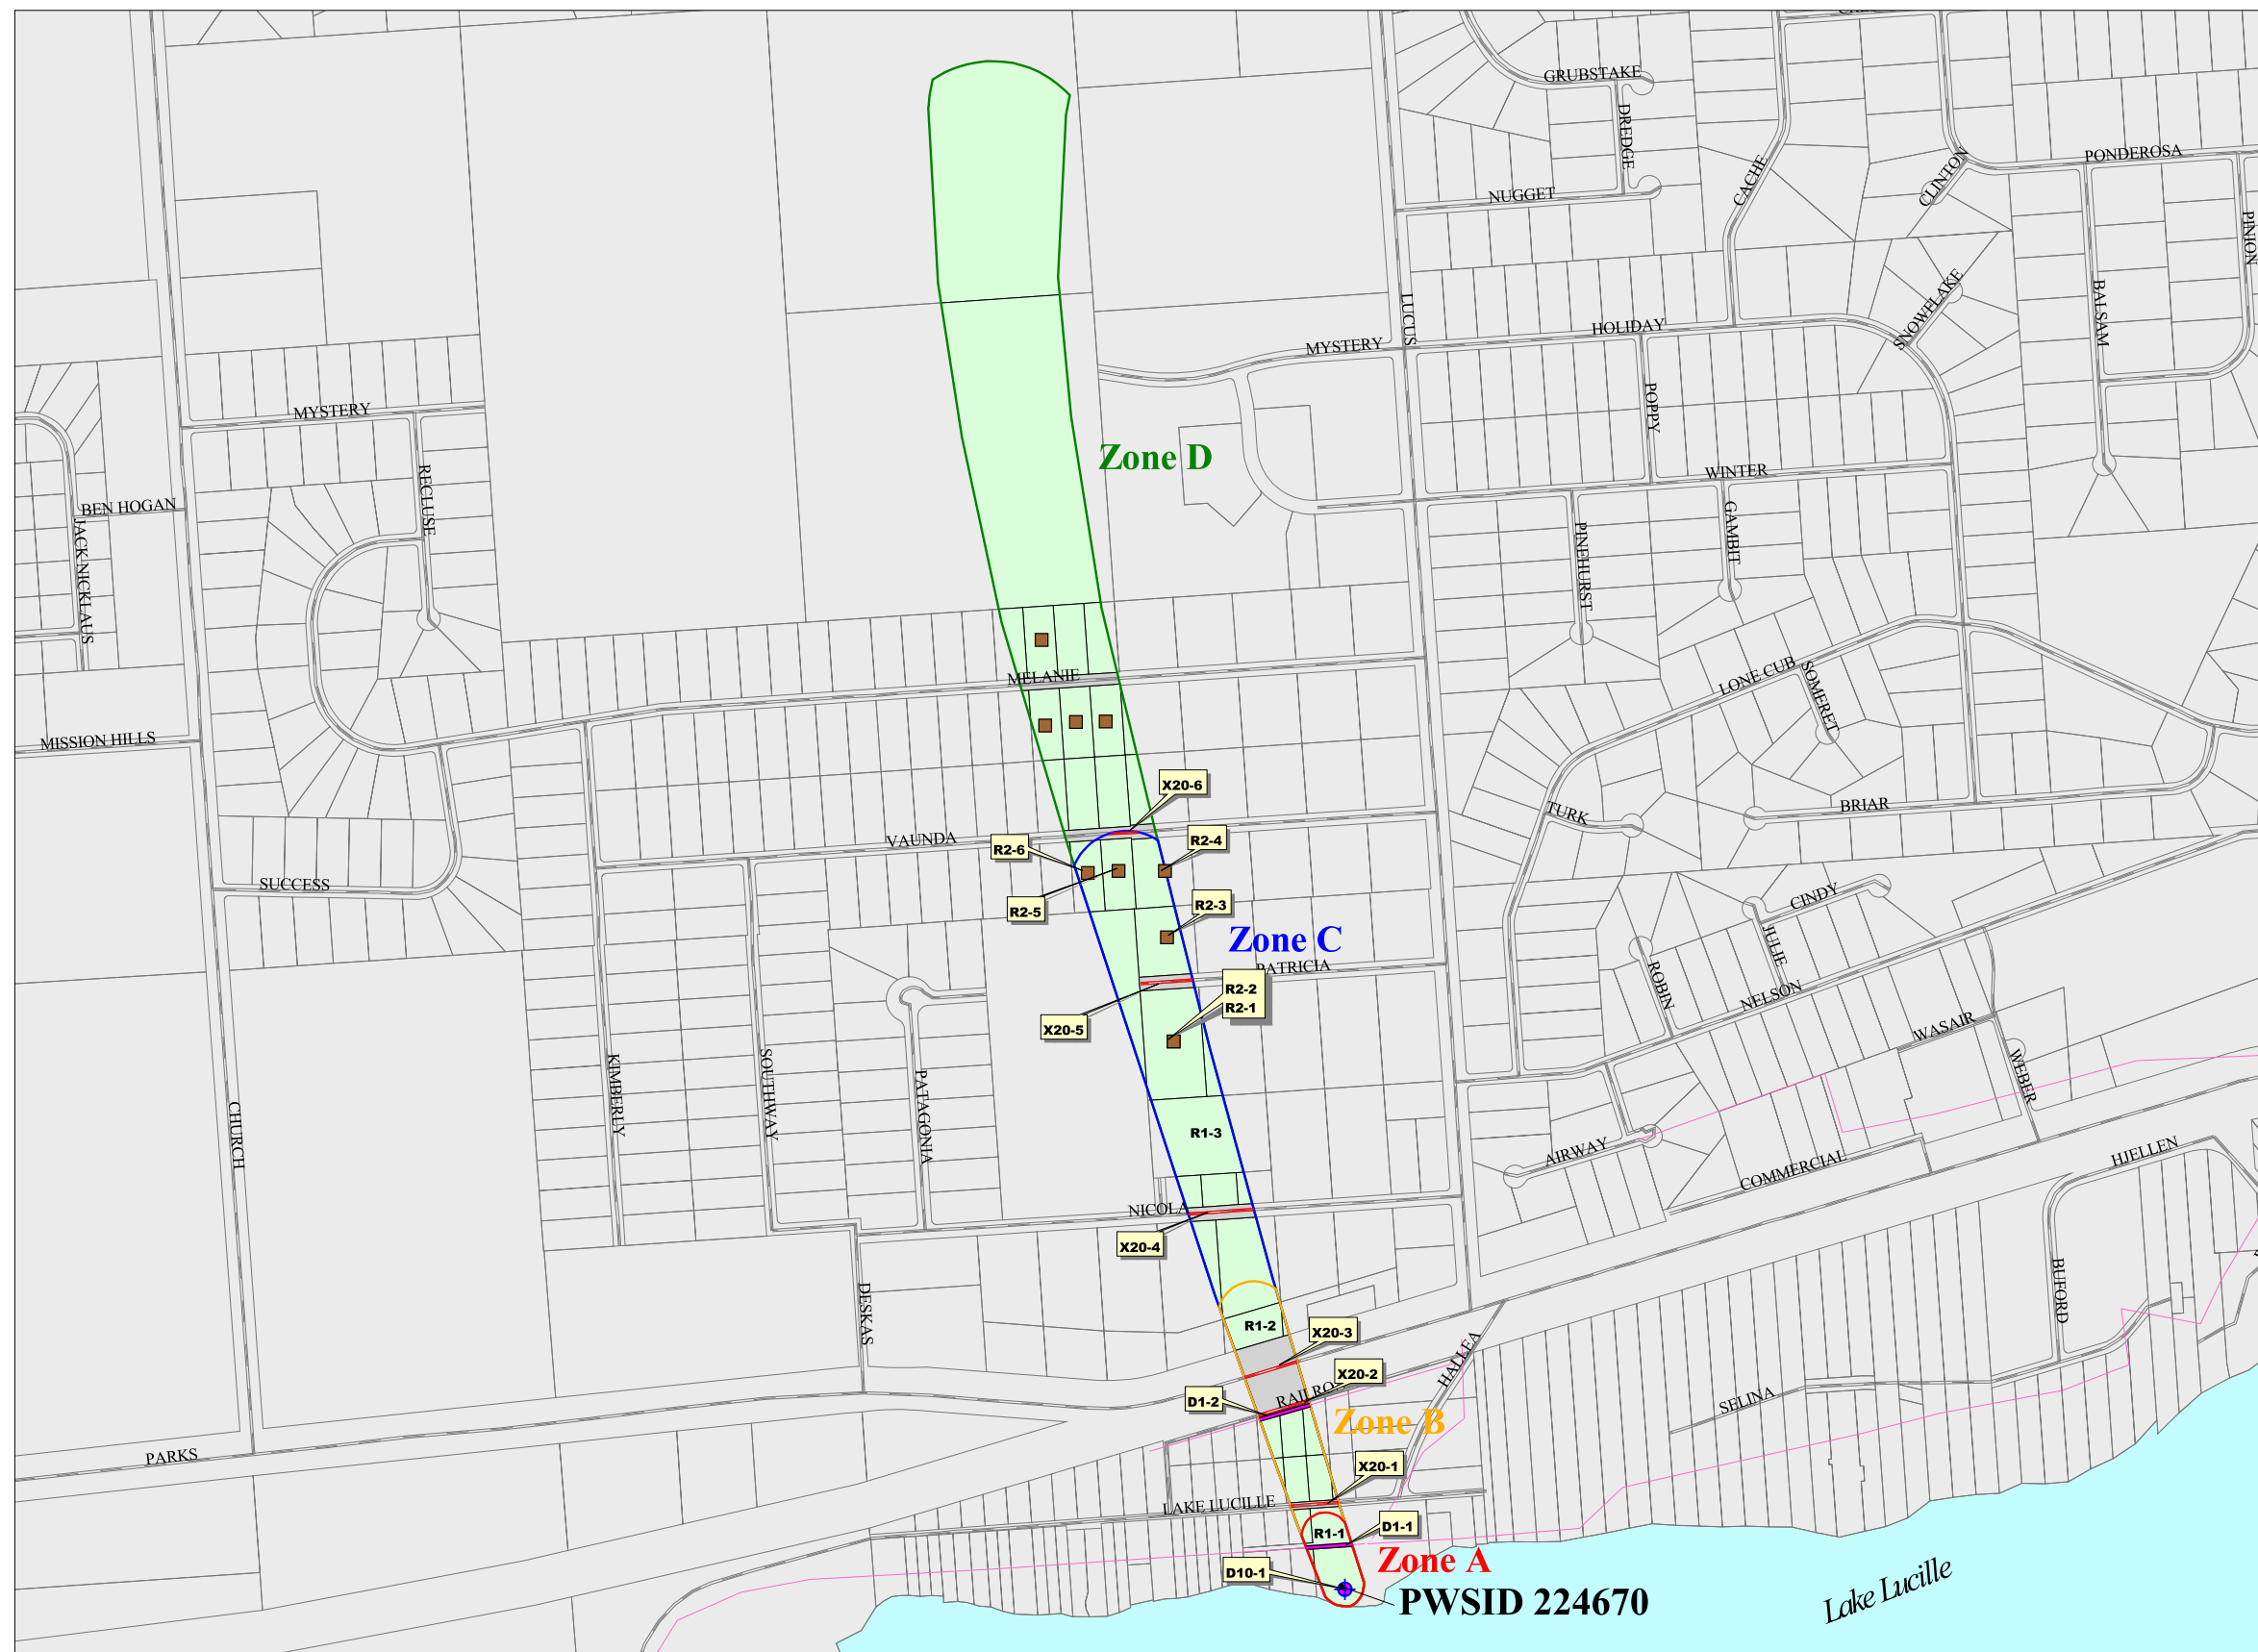 GRUBSTAKE
DREDGE
NUGGET
CACHE
CLINTON
PONDEROSA
PINION
BALSAM
SNOWFLAKE
LUCUS
HOLIDAY
MYSTERY
POPPY
MYSTERY
RECLUSE
BEN HOGAN
JACK NICKLAUS
Zone D
WINTER
GAMBIT
PINEHURST
LONE CUB
SOMERET
MELANIE
MISSION HILLS
X20-6
TURK
BRIAR
VAUNDA
R2-6
R2-4
SUCCESS
R2-5
R2-3
CINDY
JULIE
Zone C
PATRICIA
ROBIN
NELSON
R2-2
R2-1
X20-5
WASAIR
WEBER
KIMBERLY
SOUTHWAY
PATAGONIA
CHURCH
R1-3
AIRWAY
COMMERCIAL
HJELLEN
NICOLA
X20-4
DESKAS
BUFORD
R1-2
X20-3
HALLEA
X20-2
RAILRO
D1-2
SELINA
Zone B
PARKS
X20-1
LAKE LUCILLE
R1-1
D1-1
Zone A
D10-1
PWSID 224670
Lake Lucille